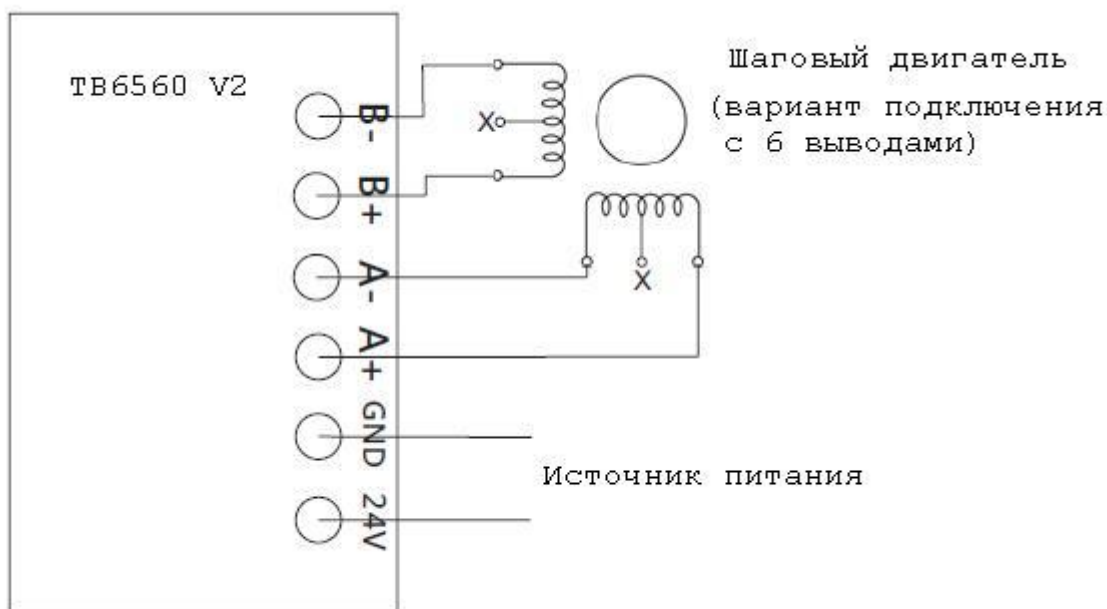 TB6560 V2
B-
B+
A-
A+
GND
24V
X
X
Шаговый двигатель
(вариант подключения
с 6 выводами)
Источник питания